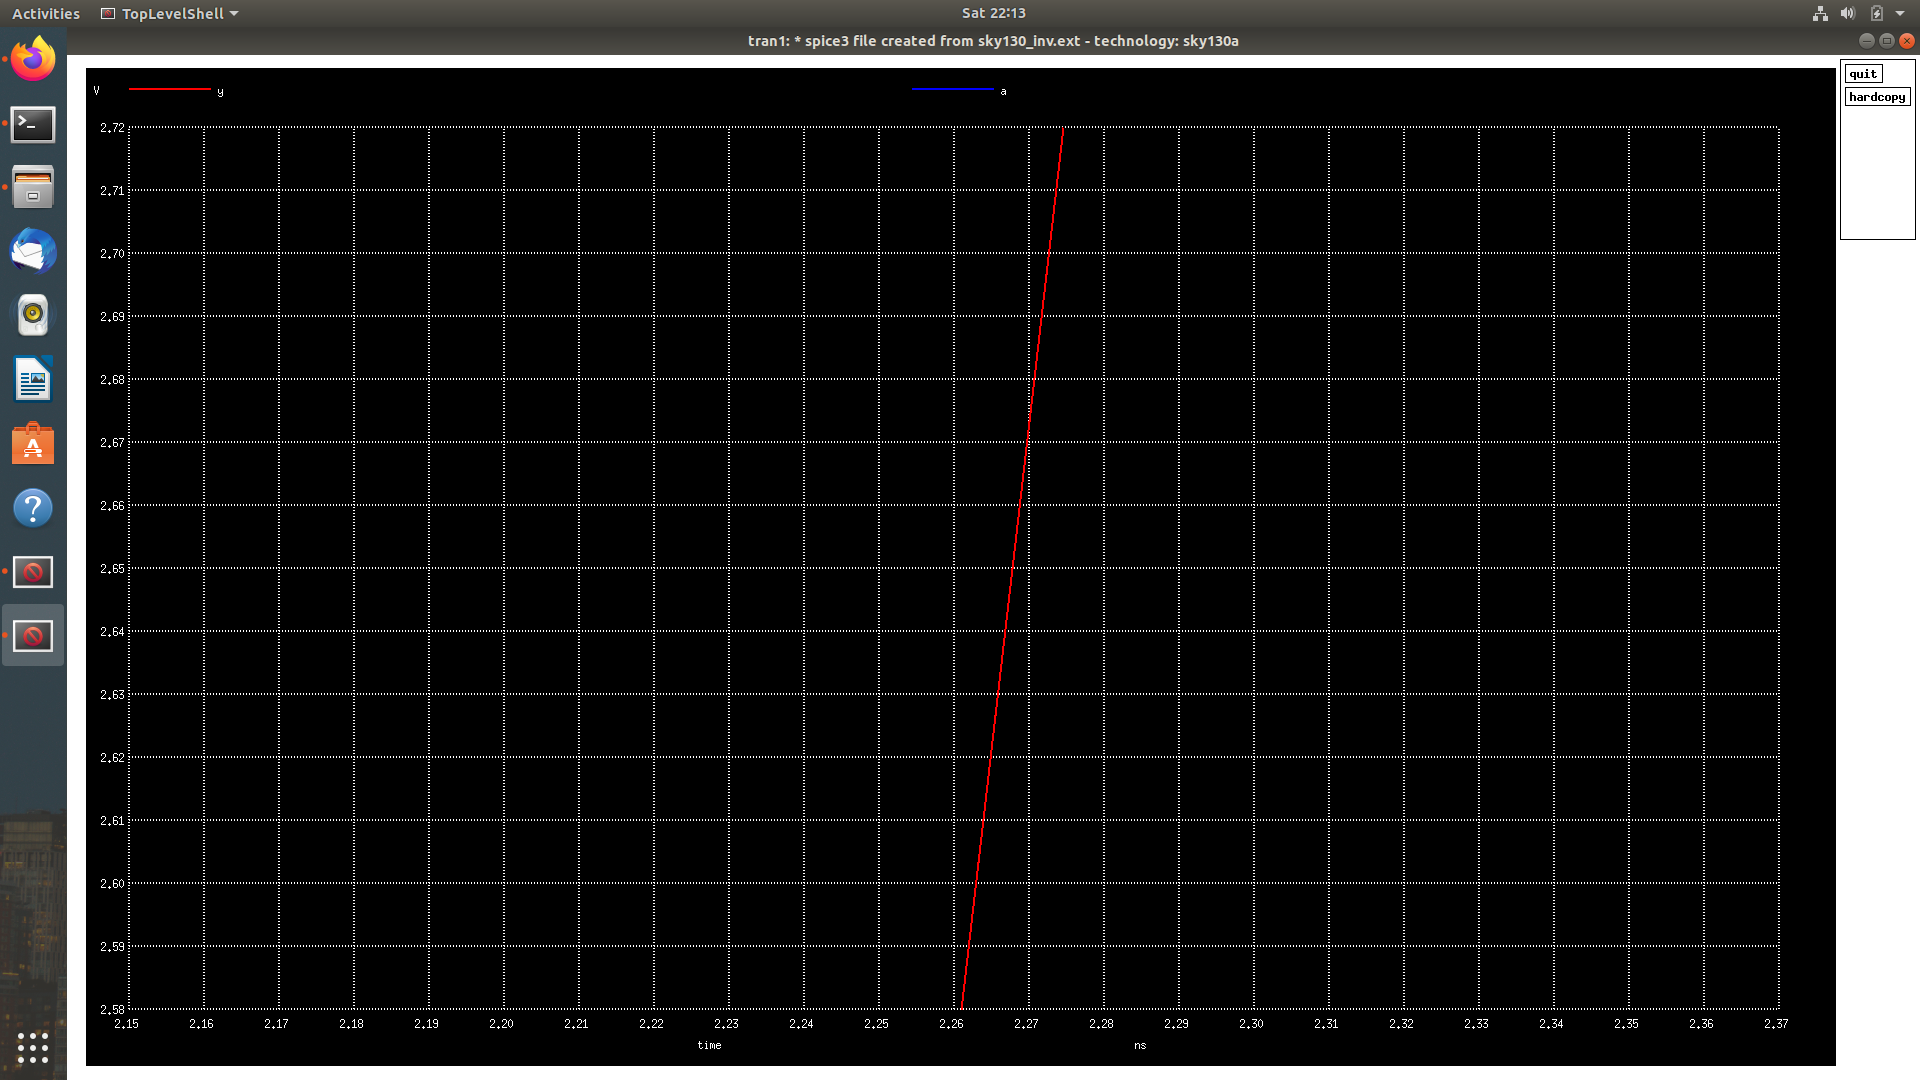 Activities
TopLevelShell
Sat 22:13
tran1: * spice3 file created from sky130_inv.ext - technology: sky130a
quit
hardcopy
V
y
a
2.72
2.71
2.70
2.69
2.68
2.67
2.66
2.65
2.64
2.63
2.62
2.61
2.60
2.59
2.58
2.15 2.16 2.17 2.18 2.19 2.20 2.21 2.22 2.23 2.24 2.25 2.26 2.27 2.28 2.29 2.30 2.31 2.32 2.33 2.34 2.35 2.36 2.37
time
ns